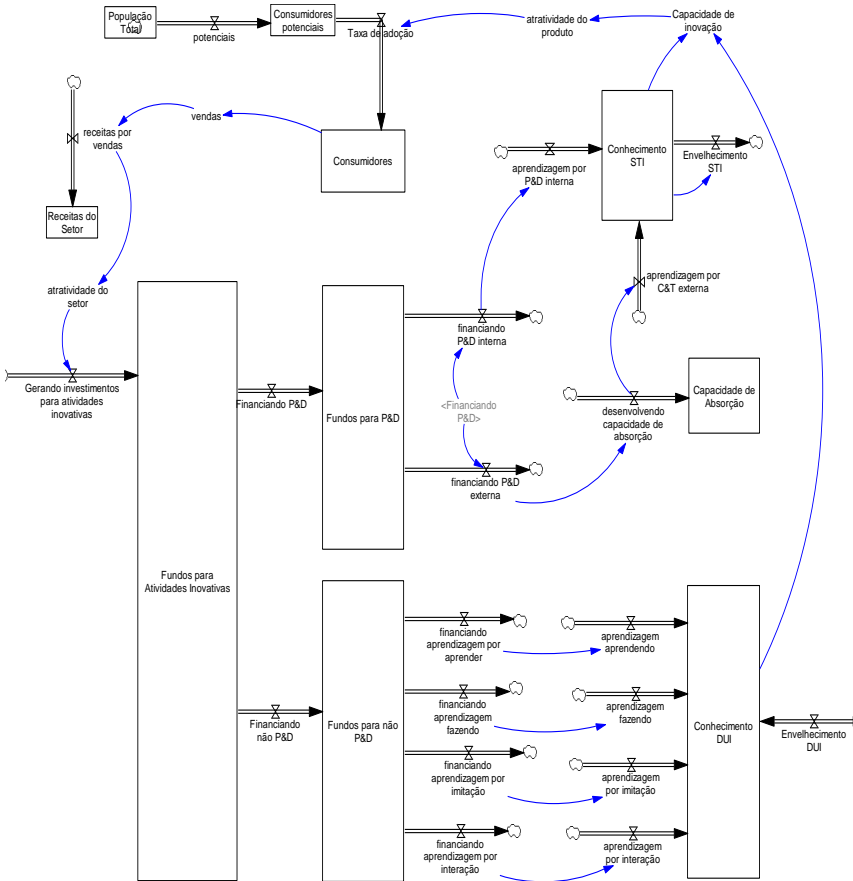 População
Total
potenciais
Consumidores
potenciais
Taxa de adoção
atratividade do
produto
Capacidade de
inovação
vendas
receitas por
vendas
Consumidores
Receitas do
Setor
aprendizagem por
P&D interna
Conhecimento
STI
Envelhecimento
STI
aprendizagem por
C&T externa
atratividade do
setor
Gerando investimentos
para atividades
inovativas
Financiando P&D
Fundos para P&D
financiando
P&D interna
<Financiando
P&D>
financiando P&D
externa
desenvolvendo
capacidade de
absorção
Capacidade de
Absorção
Fundos para
Atividades Inovativas
Financiando
não P&D
Fundos para não
P&D
financiando
aprendizagem por
aprender
aprendizagem
aprendendo
financiando
aprendizagem
fazendo
aprendizagem
fazendo
financiando
aprendizagem por
imitação
aprendizagem
por imitação
financiando
aprendizagem por
interação
aprendizagem
por interação
Conhecimento
DUI
Envelhecimento
DUI